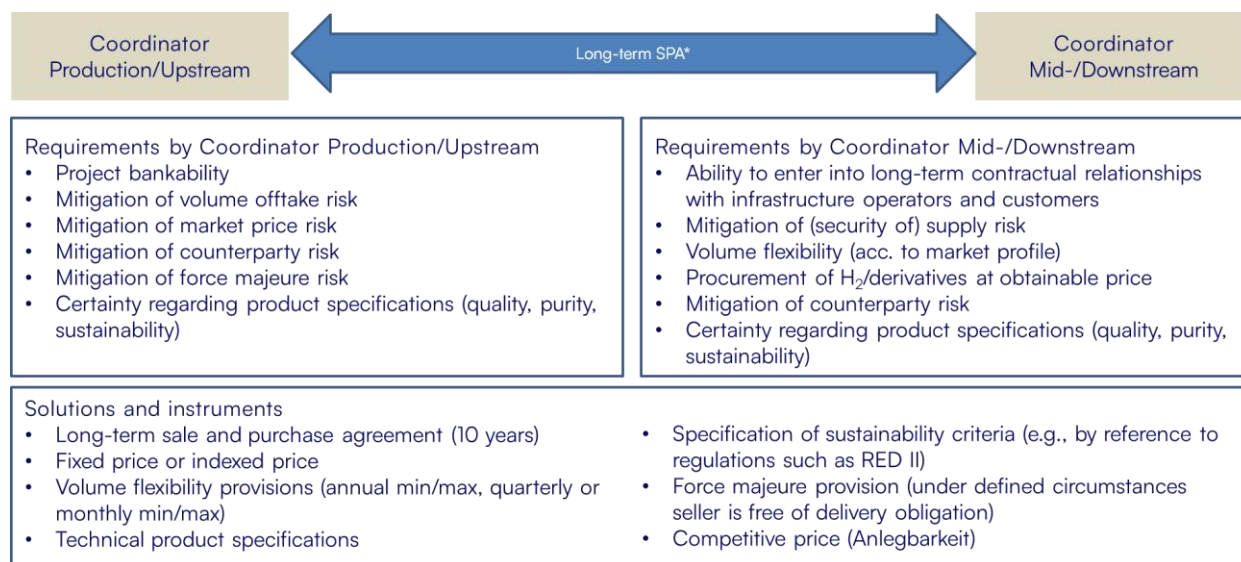 Coordinator
Production/Upstream
Long-term SPA*
Coordinator
Mid-/Downstream
Requirements by Coordinator Production/Upstream
• Project bankability
• Mitigation of volume offtake risk
• Mitigation of market price risk
• Mitigation of counterparty risk
• Mitigation of force majeure risk
• Certainty regarding product specifications (quality, purity,
sustainability)
Requirements by Coordinator Mid-/Downstream
• Ability to enter into long-term contractual relationships
with infrastructure operators and customers
• Mitigation of (security of) supply risk
• Volume flexibility (acc. to market profile)
• Procurement of H₂/derivatives at obtainable price
• Mitigation of counterparty risk
• Certainty regarding product specifications (quality, purity,
sustainability)
Solutions and instruments
• Long-term sale and purchase agreement (10 years)
• Fixed price or indexed price
• Volume flexibility provisions (annual min/max, quarterly or
monthly min/max)
• Technical product specifications
• Specification of sustainability criteria (e.g., by reference to
regulations such as RED II)
• Force majeure provision (under defined circumstances
seller is free of delivery obligation)
• Competitive price (Anlegbarkeit)